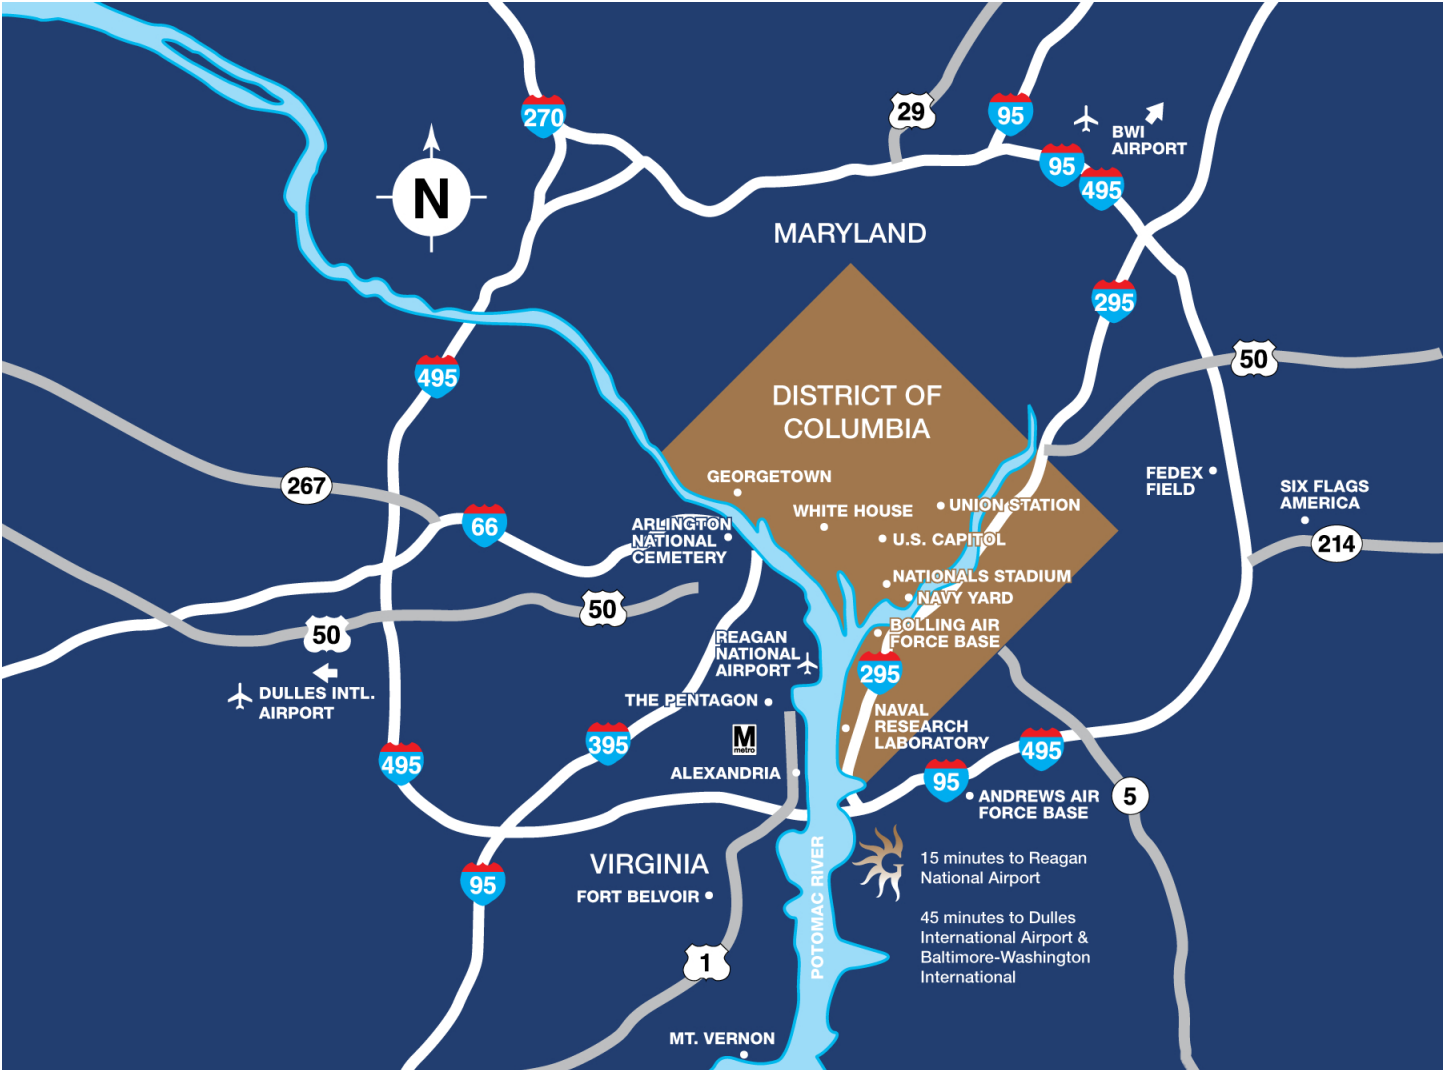 270
29
95
BWI
AIRPORT
95
495
N
MARYLAND
295
50
495
DISTRICT OF
COLUMBIA
GEORGETOWN
FEDEX
FIELD
SIX FLAGS
AMERICA
267
66
WHITE HOUSE
UNION STATION
ARLINGTON
NATIONAL
CEMETERY
U.S. CAPITOL
214
NATIONALS STADIUM
NAVY YARD
50
50
BOLLING AIR
FORCE BASE
REAGAN
NATIONAL
AIRPORT
295
DULLES INTL.
AIRPORT
THE PENTAGON
NAVAL
RESEARCH
LABORATORY
395
M
metro
495
495
ALEXANDRIA
95
ANDREWS AIR
FORCE BASE
5
VIRGINIA
FORT BELVOIR
95
POTOMAC RIVER
G
15 minutes to Reagan
National Airport
45 minutes to Dulles
International Airport &
Baltimore-Washington
International
1
MT. VERNON